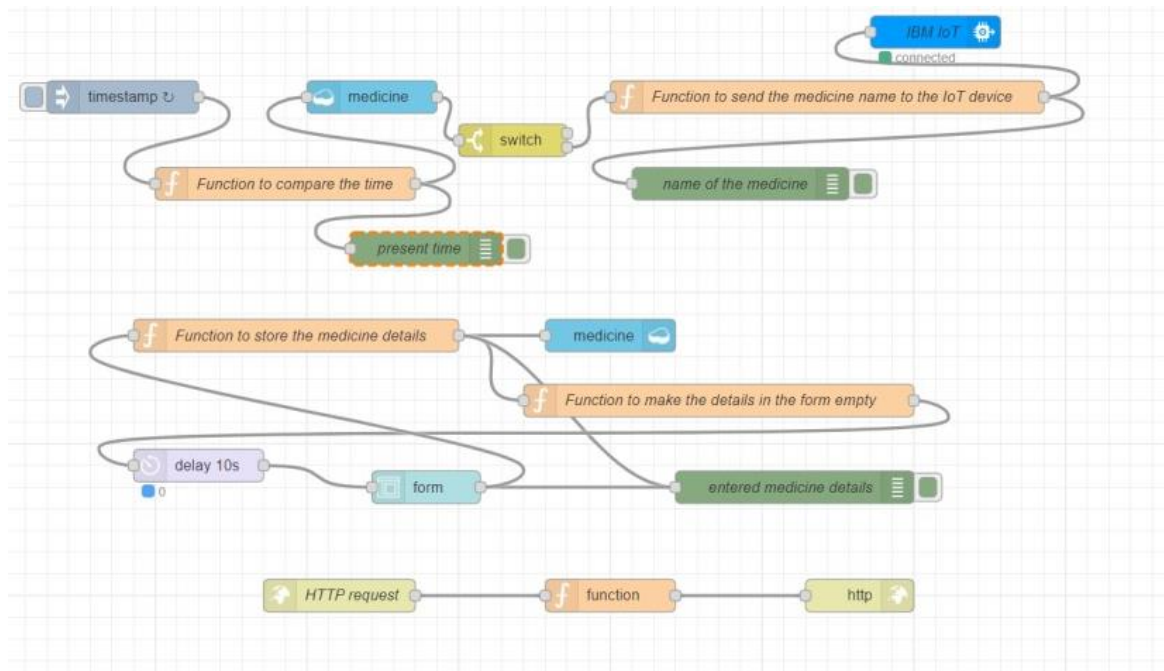 IBM IoT
connected
timestamp ↻
medicine
Function to send the medicine name to the IoT device
switch
Function to compare the time
name of the medicine
present time
Function to store the medicine details
medicine
Function to make the details in the form empty
delay 10s
0
form
entered medicine details
HTTP request
function
http